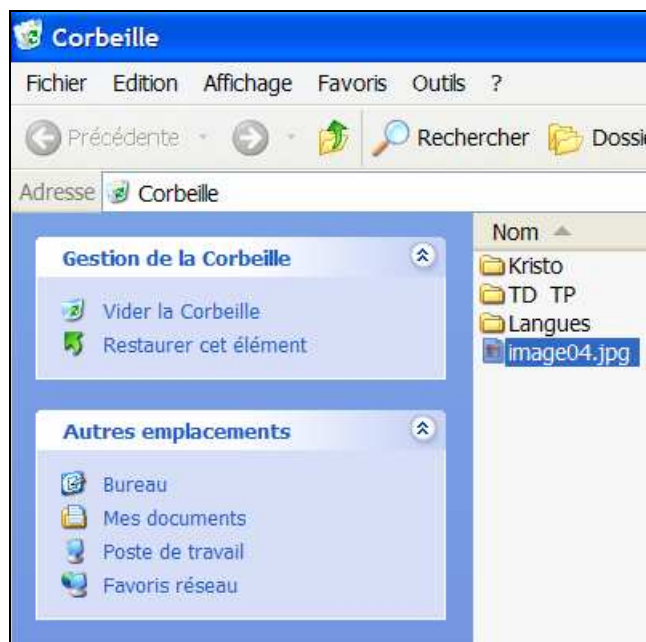 Corbeille
Fichier Edition Affichage Favoris Outils ?
Précédente Rechercher
Adresse Corbeille
Gestion de la Corbeille
Vider la Corbeille
Restaurer cet élément
Autres emplacements
Bureau
Mes documents
Poste de travail
Favoris réseau
Nom
Kristo
TD TP
Langues
image04.jpg